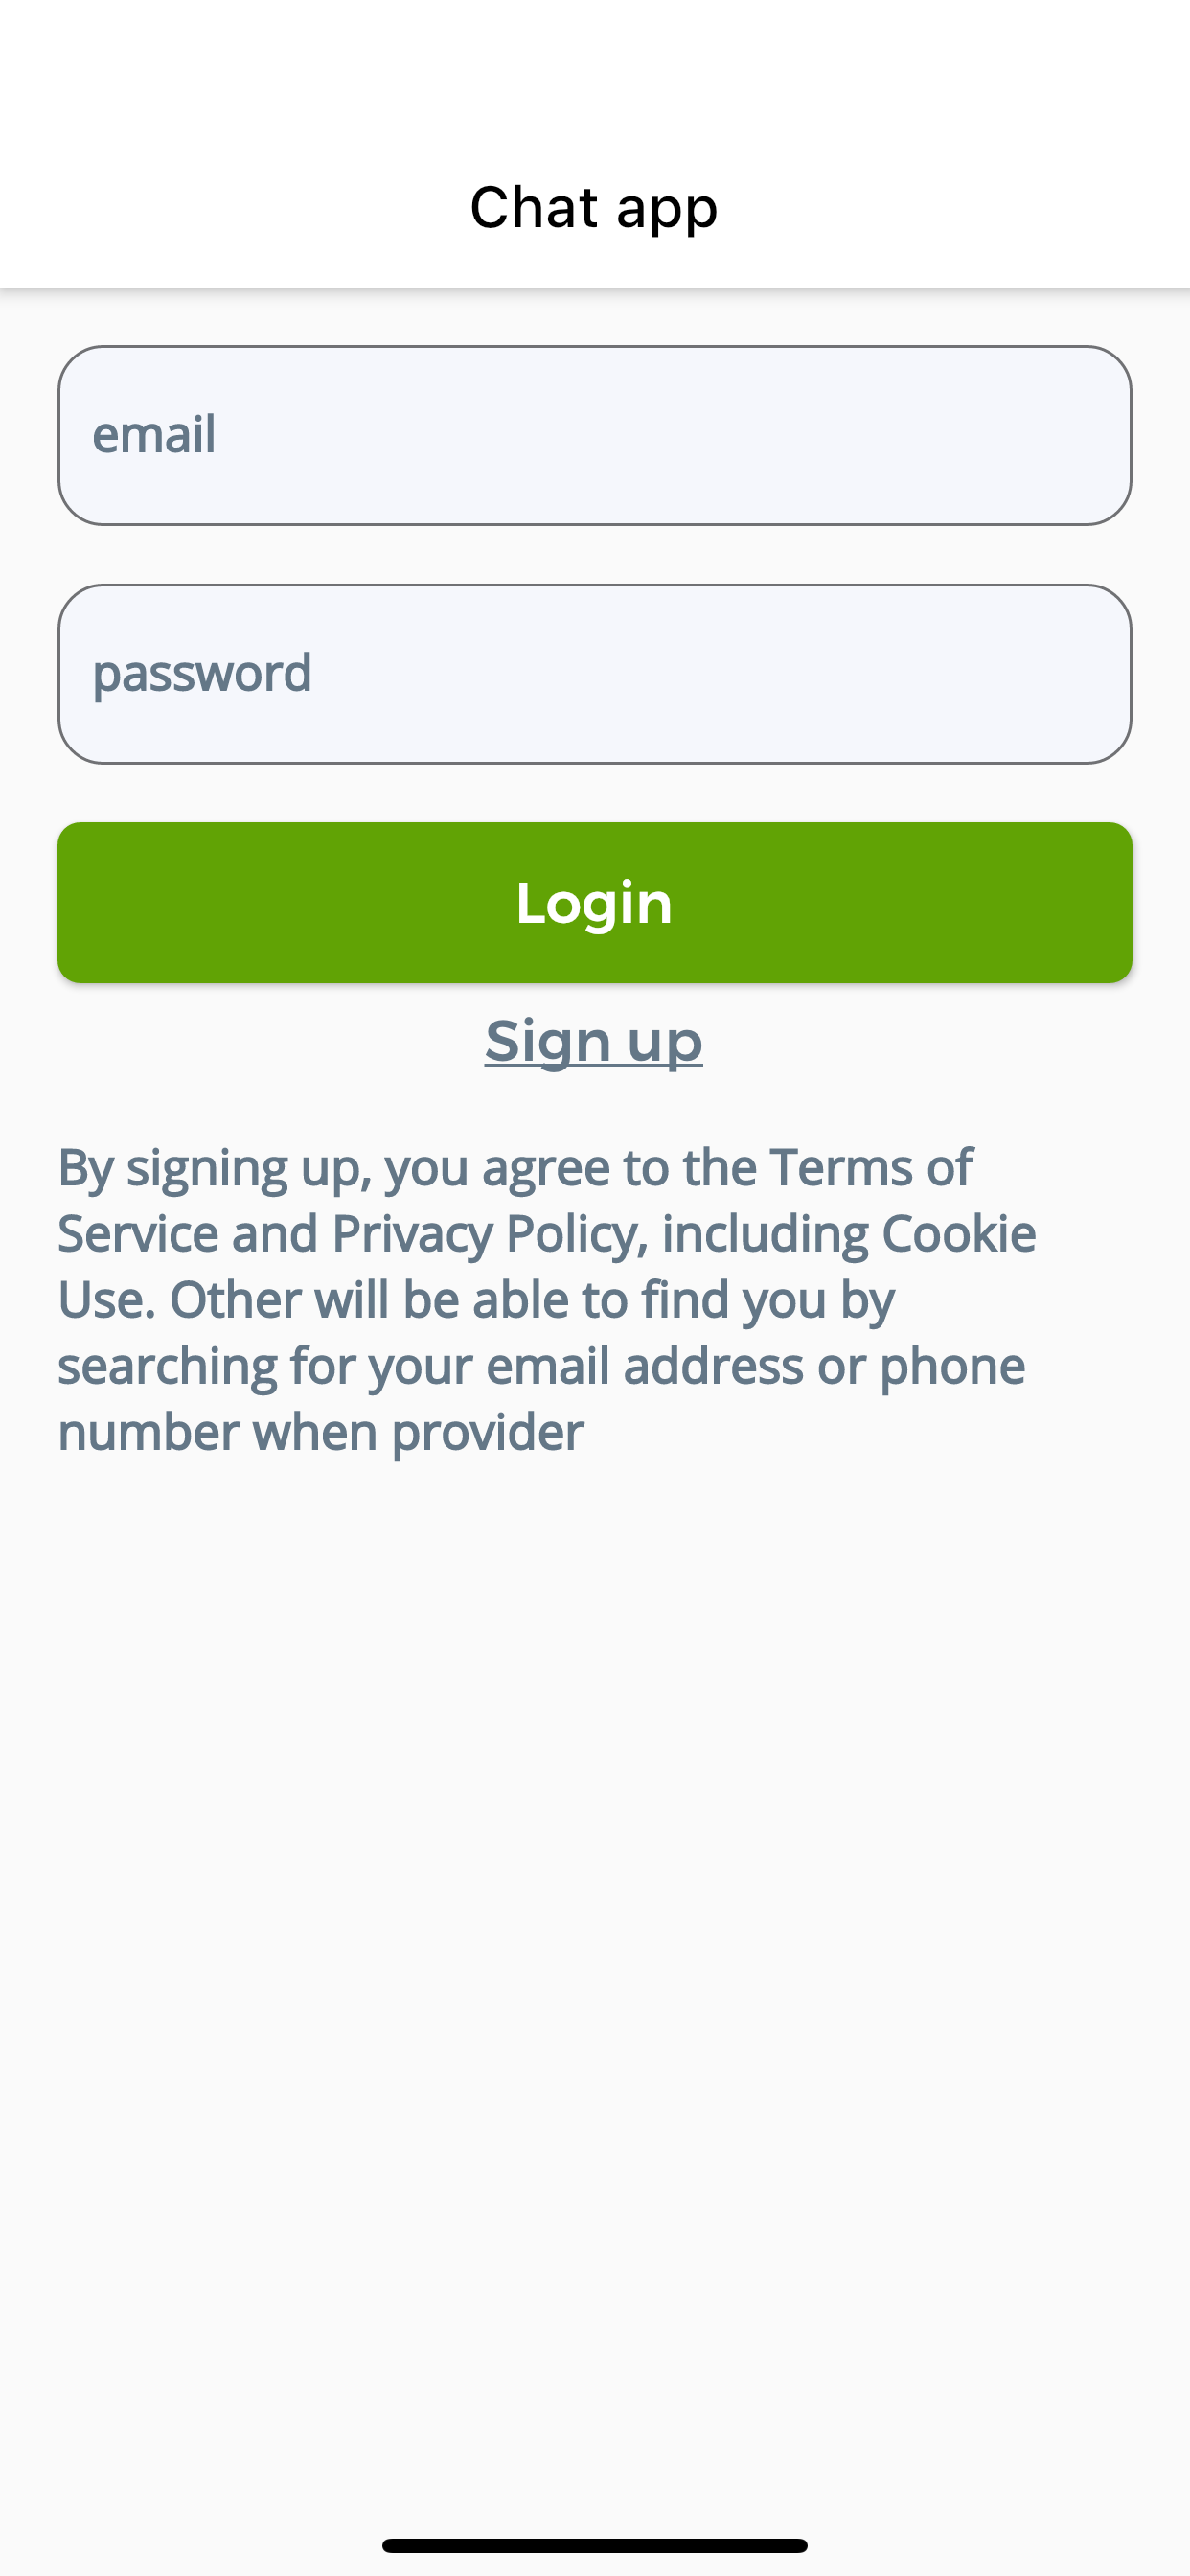 Chat app
email
password
Login
Sign up
By signing up, you agree to the Terms of
Service and Privacy Policy, including Cookie
Use. Other will be able to find you by
searching for your email address or phone
number when provider